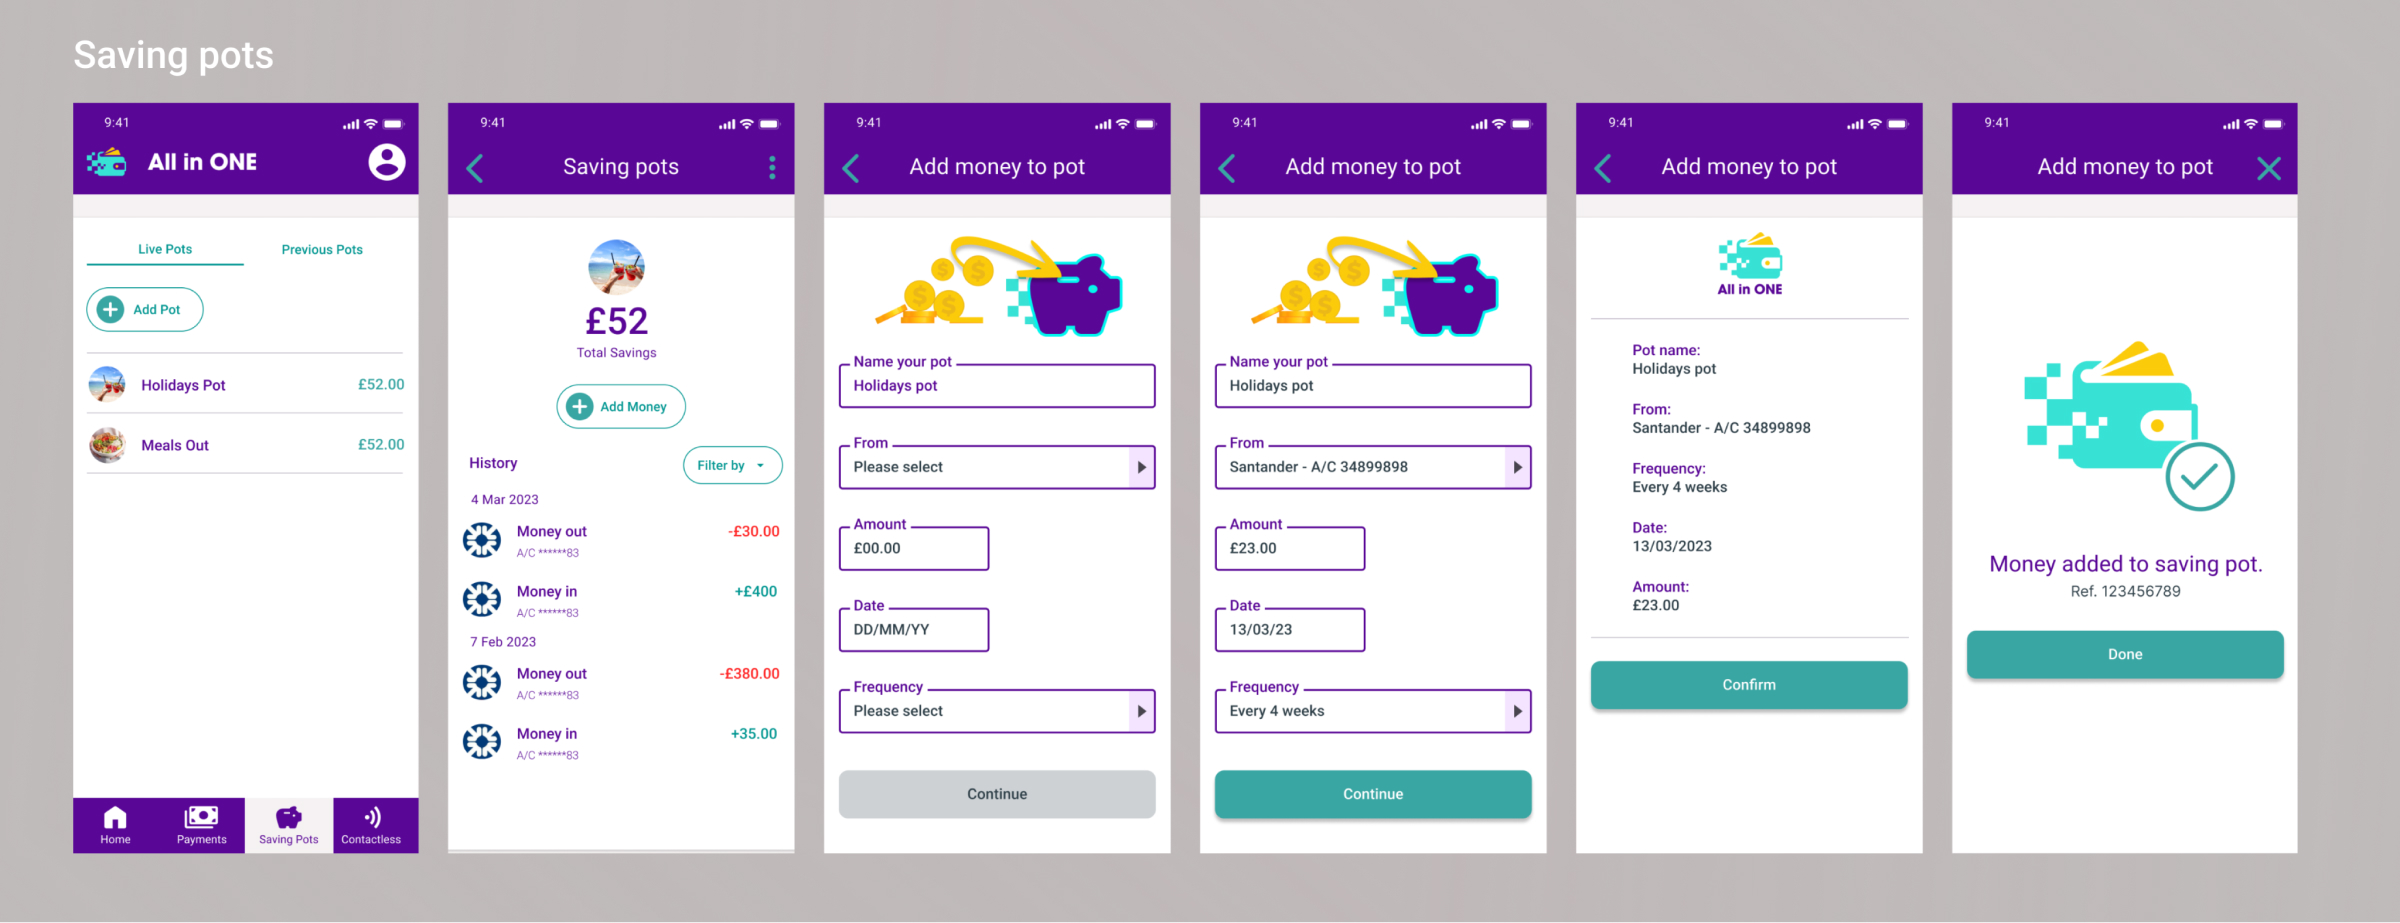 Saving pots
9:41
All in ONE
Live Pots
Previous Pots
Add Pot
Holidays Pot
£52.00
Meals Out
£52.00
Home
Payments
Saving Pots
Contactless
9:41
Saving pots
£52
Total Savings
Add Money
History
Filter by
4 Mar 2023
Money out
-£30.00
A/C ******83
Money in
+£400
A/C ******83
7 Feb 2023
Money out
-£380.00
A/C ******83
Money in
+35.00
A/C ******83
9:41
Add money to pot
$
$
$
$
Name your pot
Holidays pot
From
Please select
Amount
£00.00
Date
DD/MM/YY
Frequency
Please select
Continue
9:41
Add money to pot
$
$
$
$
Name your pot
Holidays pot
From
Santander - A/C 34899898
Amount
£23.00
Date
13/03/23
Frequency
Every 4 weeks
Continue
9:41
Add money to pot
All in ONE
Pot name:
Holidays pot
From:
Santander - A/C 34899898
Frequency:
Every 4 weeks
Date:
13/03/2023
Amount:
£23.00
Confirm
9:41
Add money to pot
Money added to saving pot.
Ref. 123456789
Done